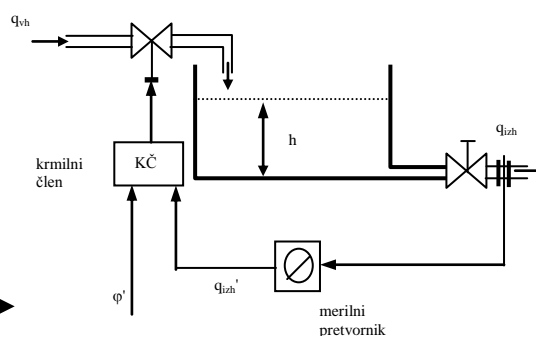 q_vh
q_izh
h
krmilni
člen
KČ
φ'
q_izh'
merilni
pretvornik